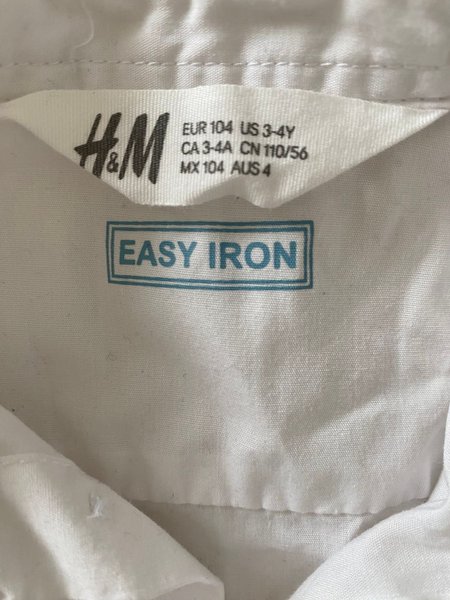 H&M
EUR 104 US 3-4Y
CA 3-4A CN 110/56
MX 104 AUS 4
EASY IRON